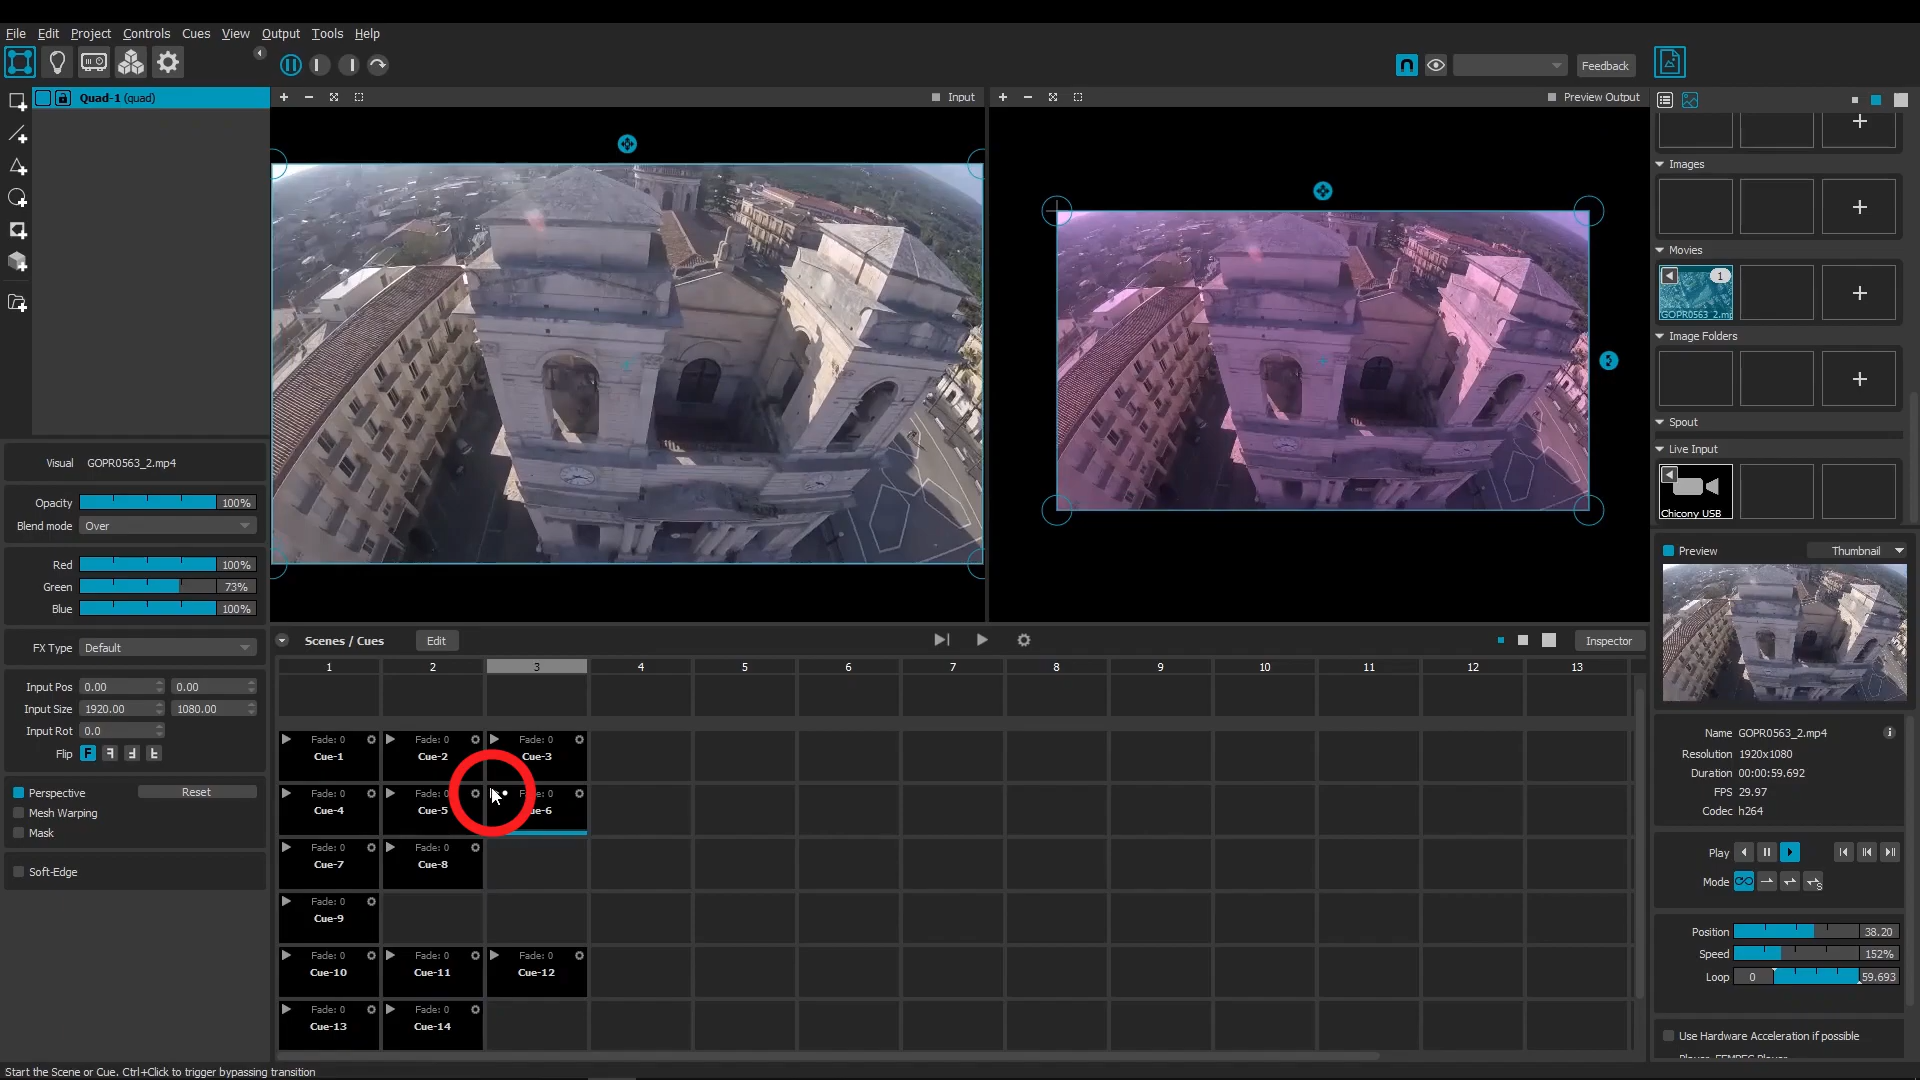 File Edit Project Controls Cues View Output Tools Help
Feedback
Quad-1 (quad)
Input
Preview Output
Images
Movies
1
GOPR0563_2.mp
Image Folders
Spout
Live Input
Chicony USB
Visual GOPR0563_2.mp4
Opacity 100%
Blend mode Over
Red 100%
Green 73%
Blue 100%
FX Type Default
Input Pos 0.00 0.00
Input Size 1920.00 1080.00
Input Rot 0.0
Flip
Perspective Reset
Mesh Warping
Mask
Soft-Edge
Scenes / Cues Edit Inspector
1 2 3 4 5 6 7 8 9 10 11 12 13
Fade: 0 Fade: 0 Fade: 0
Cue-1 Cue-2 Cue-3
Fade: 0 Fade: 0 Fade: 0
Cue-4 Cue-5 Cue-6
Fade: 0 Fade: 0
Cue-7 Cue-8
Fade: 0
Cue-9
Fade: 0 Fade: 0 Fade: 0
Cue-10 Cue-11 Cue-12
Fade: 0 Fade: 0
Cue-13 Cue-14
Preview Thumbnail
Name GOPR0563_2.mp4
Resolution 1920x1080
Duration 00:00:59.692
FPS 29.97
Codec h264
Play
Mode
Position 38.20
Speed 152%
Loop 0 59.693
Use Hardware Acceleration if possible
Start the Scene or Cue. Ctrl+Click to trigger bypassing transition